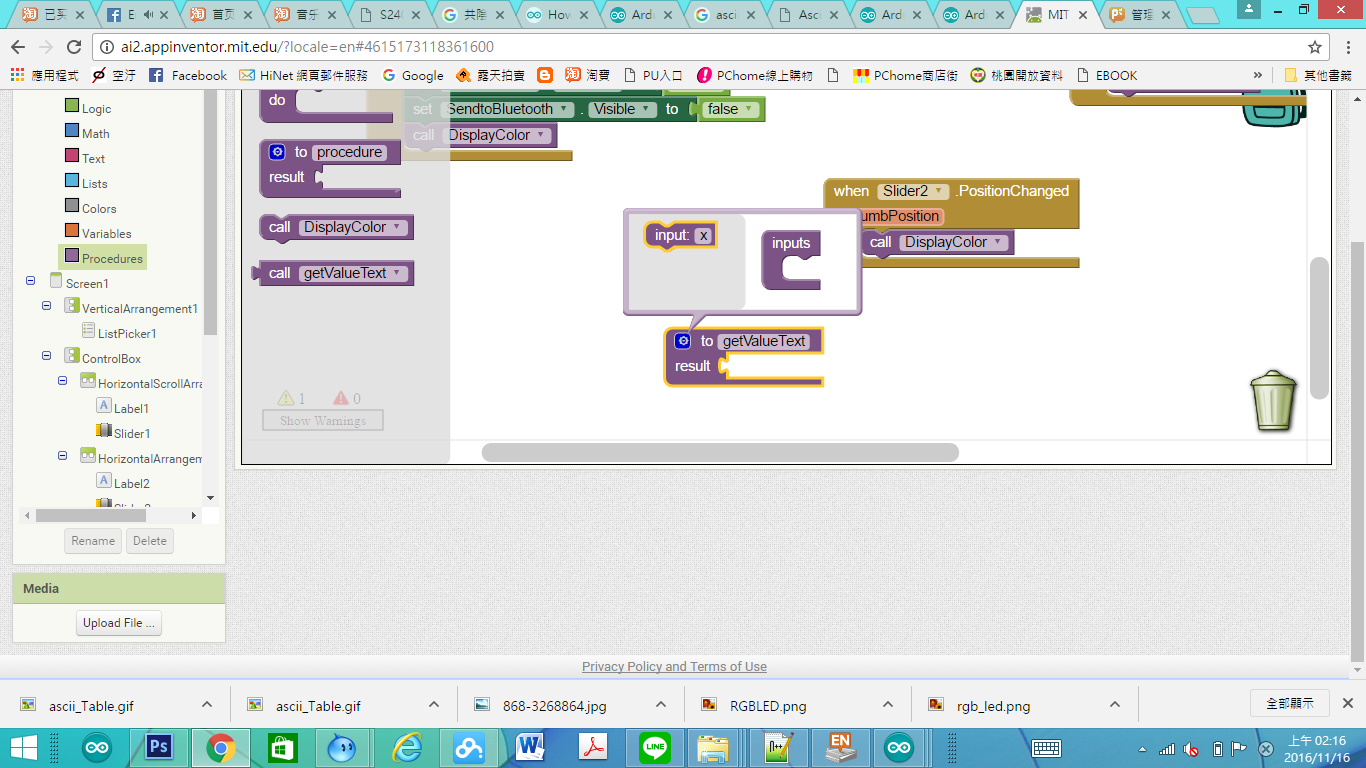 已买
E
首页
音乐
S240
共陽
How
Ardu
ascii
Ascii
Ardu
Ardu
MIT
管理
ai2.appinventor.mit.edu/?locale=en#4615173118361600
應用程式
空汙
Facebook
HiNet 網頁郵件服務
Google
露天拍賣
淘寶
PU入口
PChome線上購物
PChome商店街
桃園開放資料
EBOOK
»
其他書籤
Logic
Math
Text
Lists
Colors
Variables
Procedures
Screen1
VerticalArrangement1
ListPicker1
ControlBox
HorizontalScrollArra
Label1
Slider1
HorizontalArrangem
Label2
Rename
Delete
Media
Upload File ...
do
set SendtoBluetooth . Visible to false
call DisplayColor
to procedure
result
call DisplayColor
call getValueText
1
0
Show Warnings
input: x
inputs
to getValueText
result
when Slider2 .PositionChanged
umbPosition
call DisplayColor
Privacy Policy and Terms of Use
ascii_Table.gif
ascii_Table.gif
868-3268864.jpg
RGBLED.png
rgb_led.png
全部顯示
上午 02:16
2016/11/16